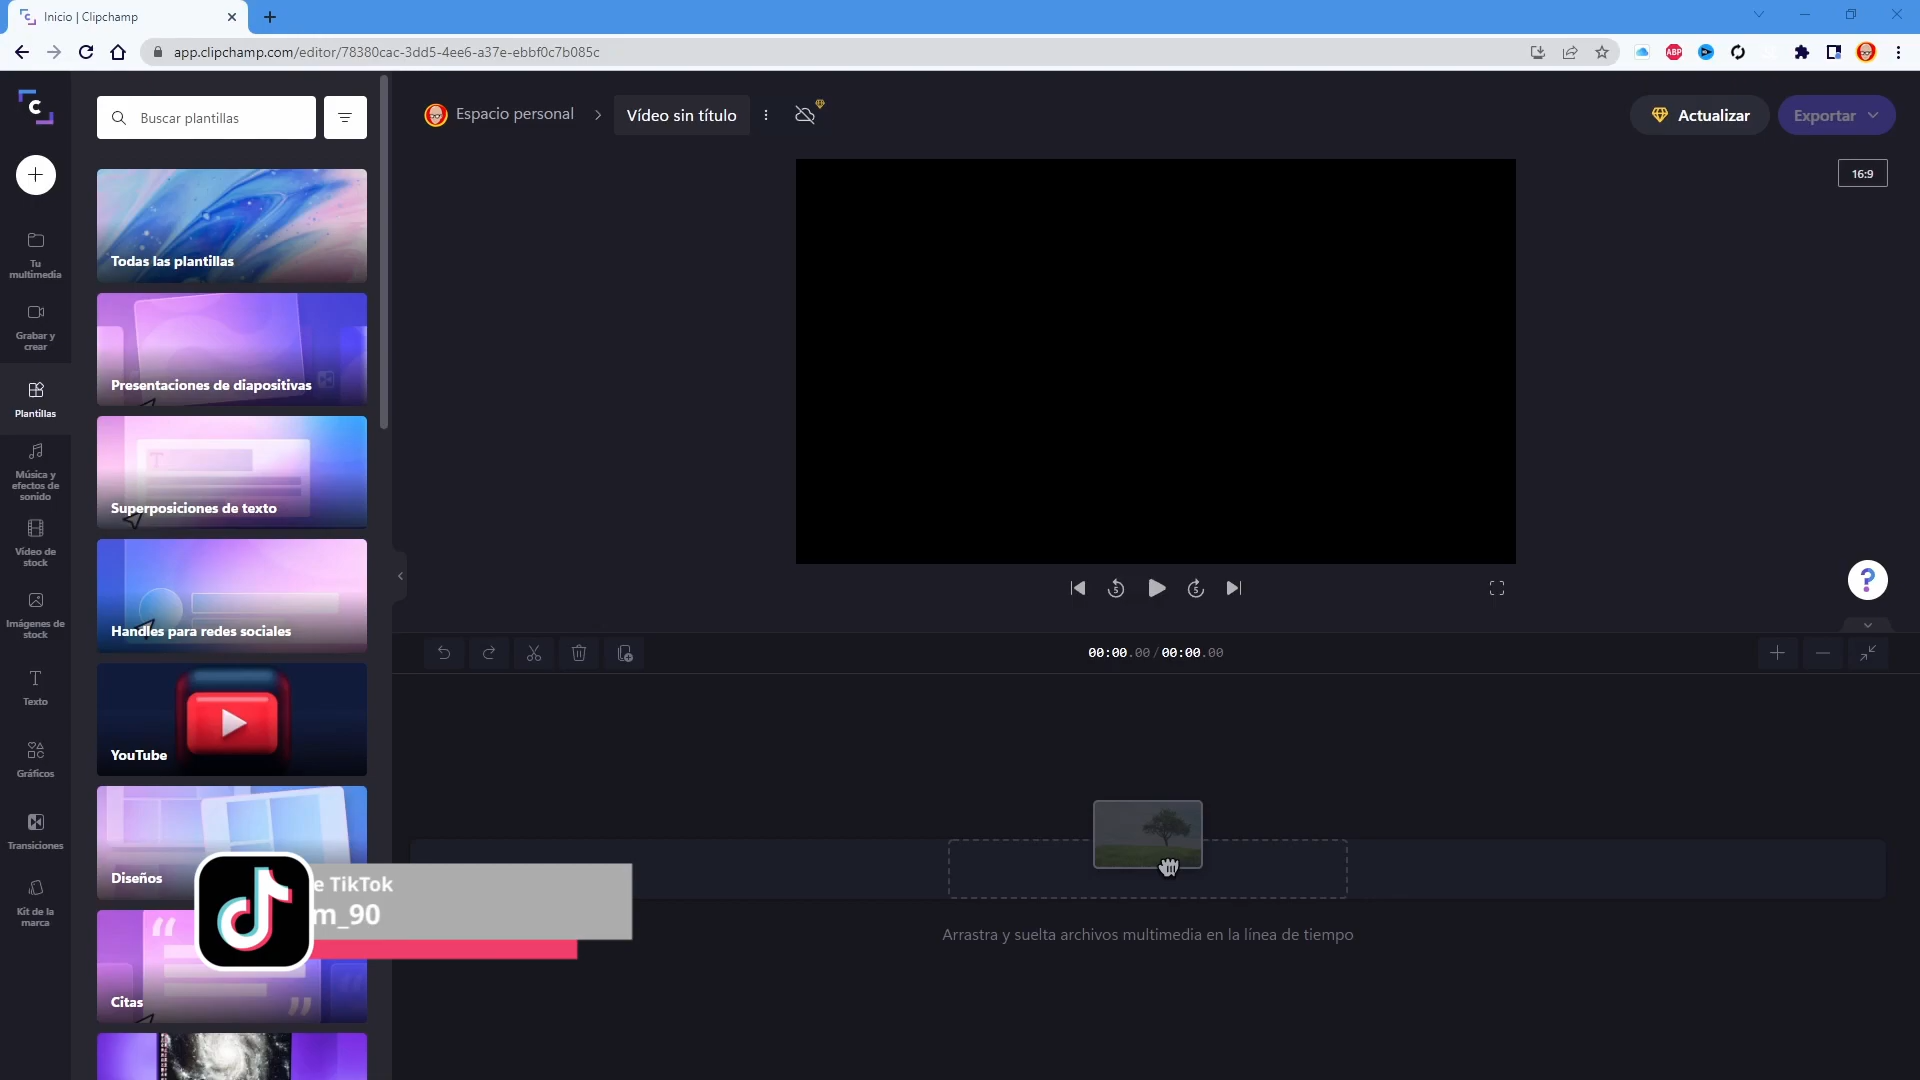 Inicio | Clipchamp
app.clipchamp.com/editor/78380cac-3dd5-4ee6-a37e-ebbf0c7b085c
ABP
C
Buscar plantillas
Espacio personal
Vídeo sin título
Actualizar
Exportar
16:9
Tu
multimedia
Grabar y
crear
Plantillas
Música y
efectos de
sonido
Vídeo de
stock
Imágenes de
stock
Texto
Gráficos
Transiciones
Kit de la
marca
Todas las plantillas
Presentaciones de diapositivas
T
Superposiciones de texto
Handles para redes sociales
YouTube
Diseños
Citas
5
5
?
00:00.00/00:00.00
e TikTok
m_90
Arrastra y suelta archivos multimedia en la línea de tiempo